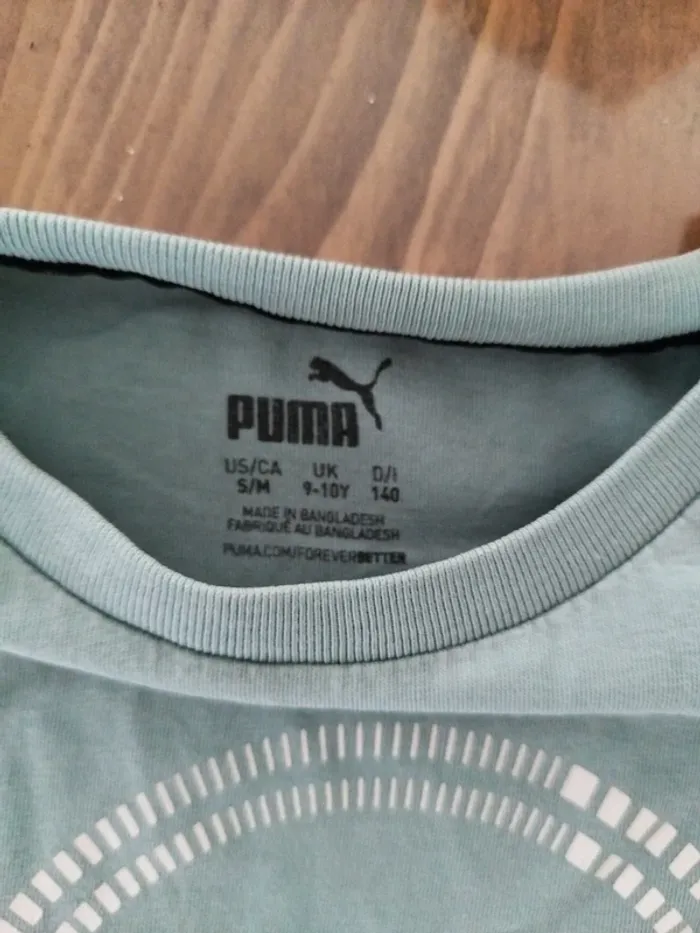 PUMA
US/CA UK D/I
S/M 9-10Y 140
MADE IN BANGLADESH
FABRIQUÉ AU BANGLADESH
PUMA.COM/FOREVERBETTER